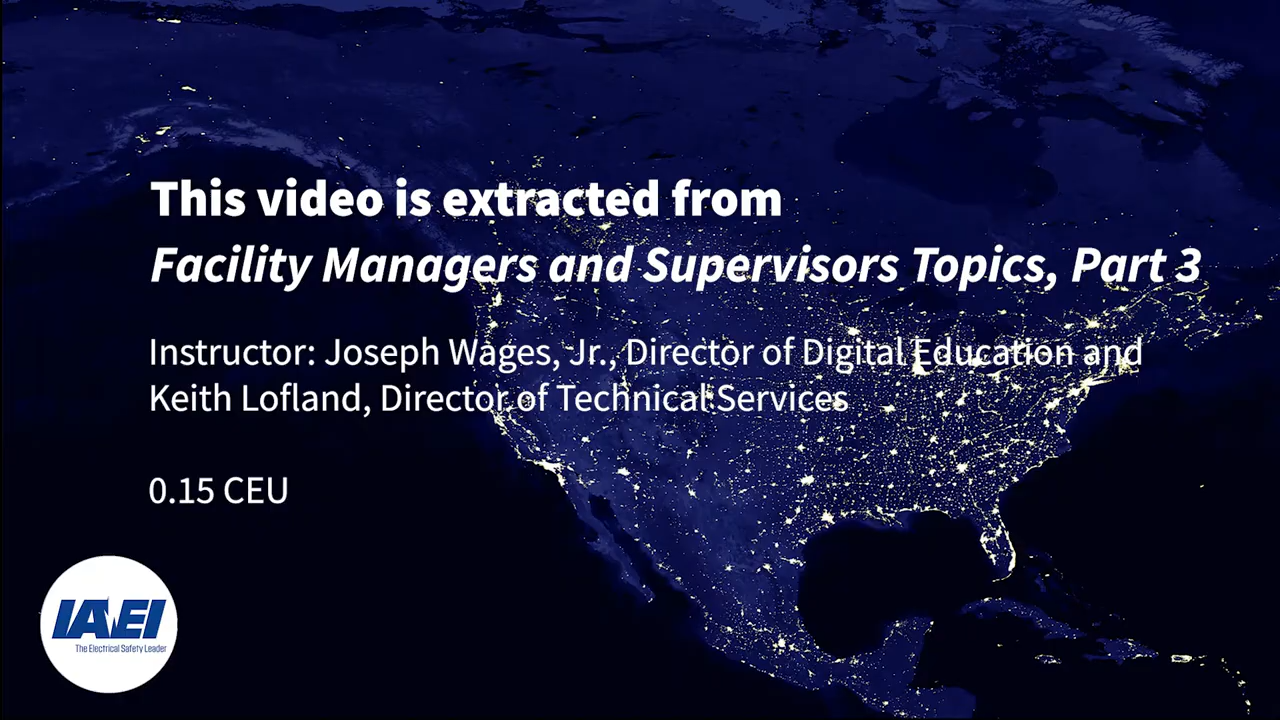 This video is extracted from
Facility Managers and Supervisors Topics, Part 3
Instructor: Joseph Wages, Jr., Director of Digital Education and
Keith Lofland, Director of Technical Services
0.15 CEU
IAEI
The Electrical Safety Leader